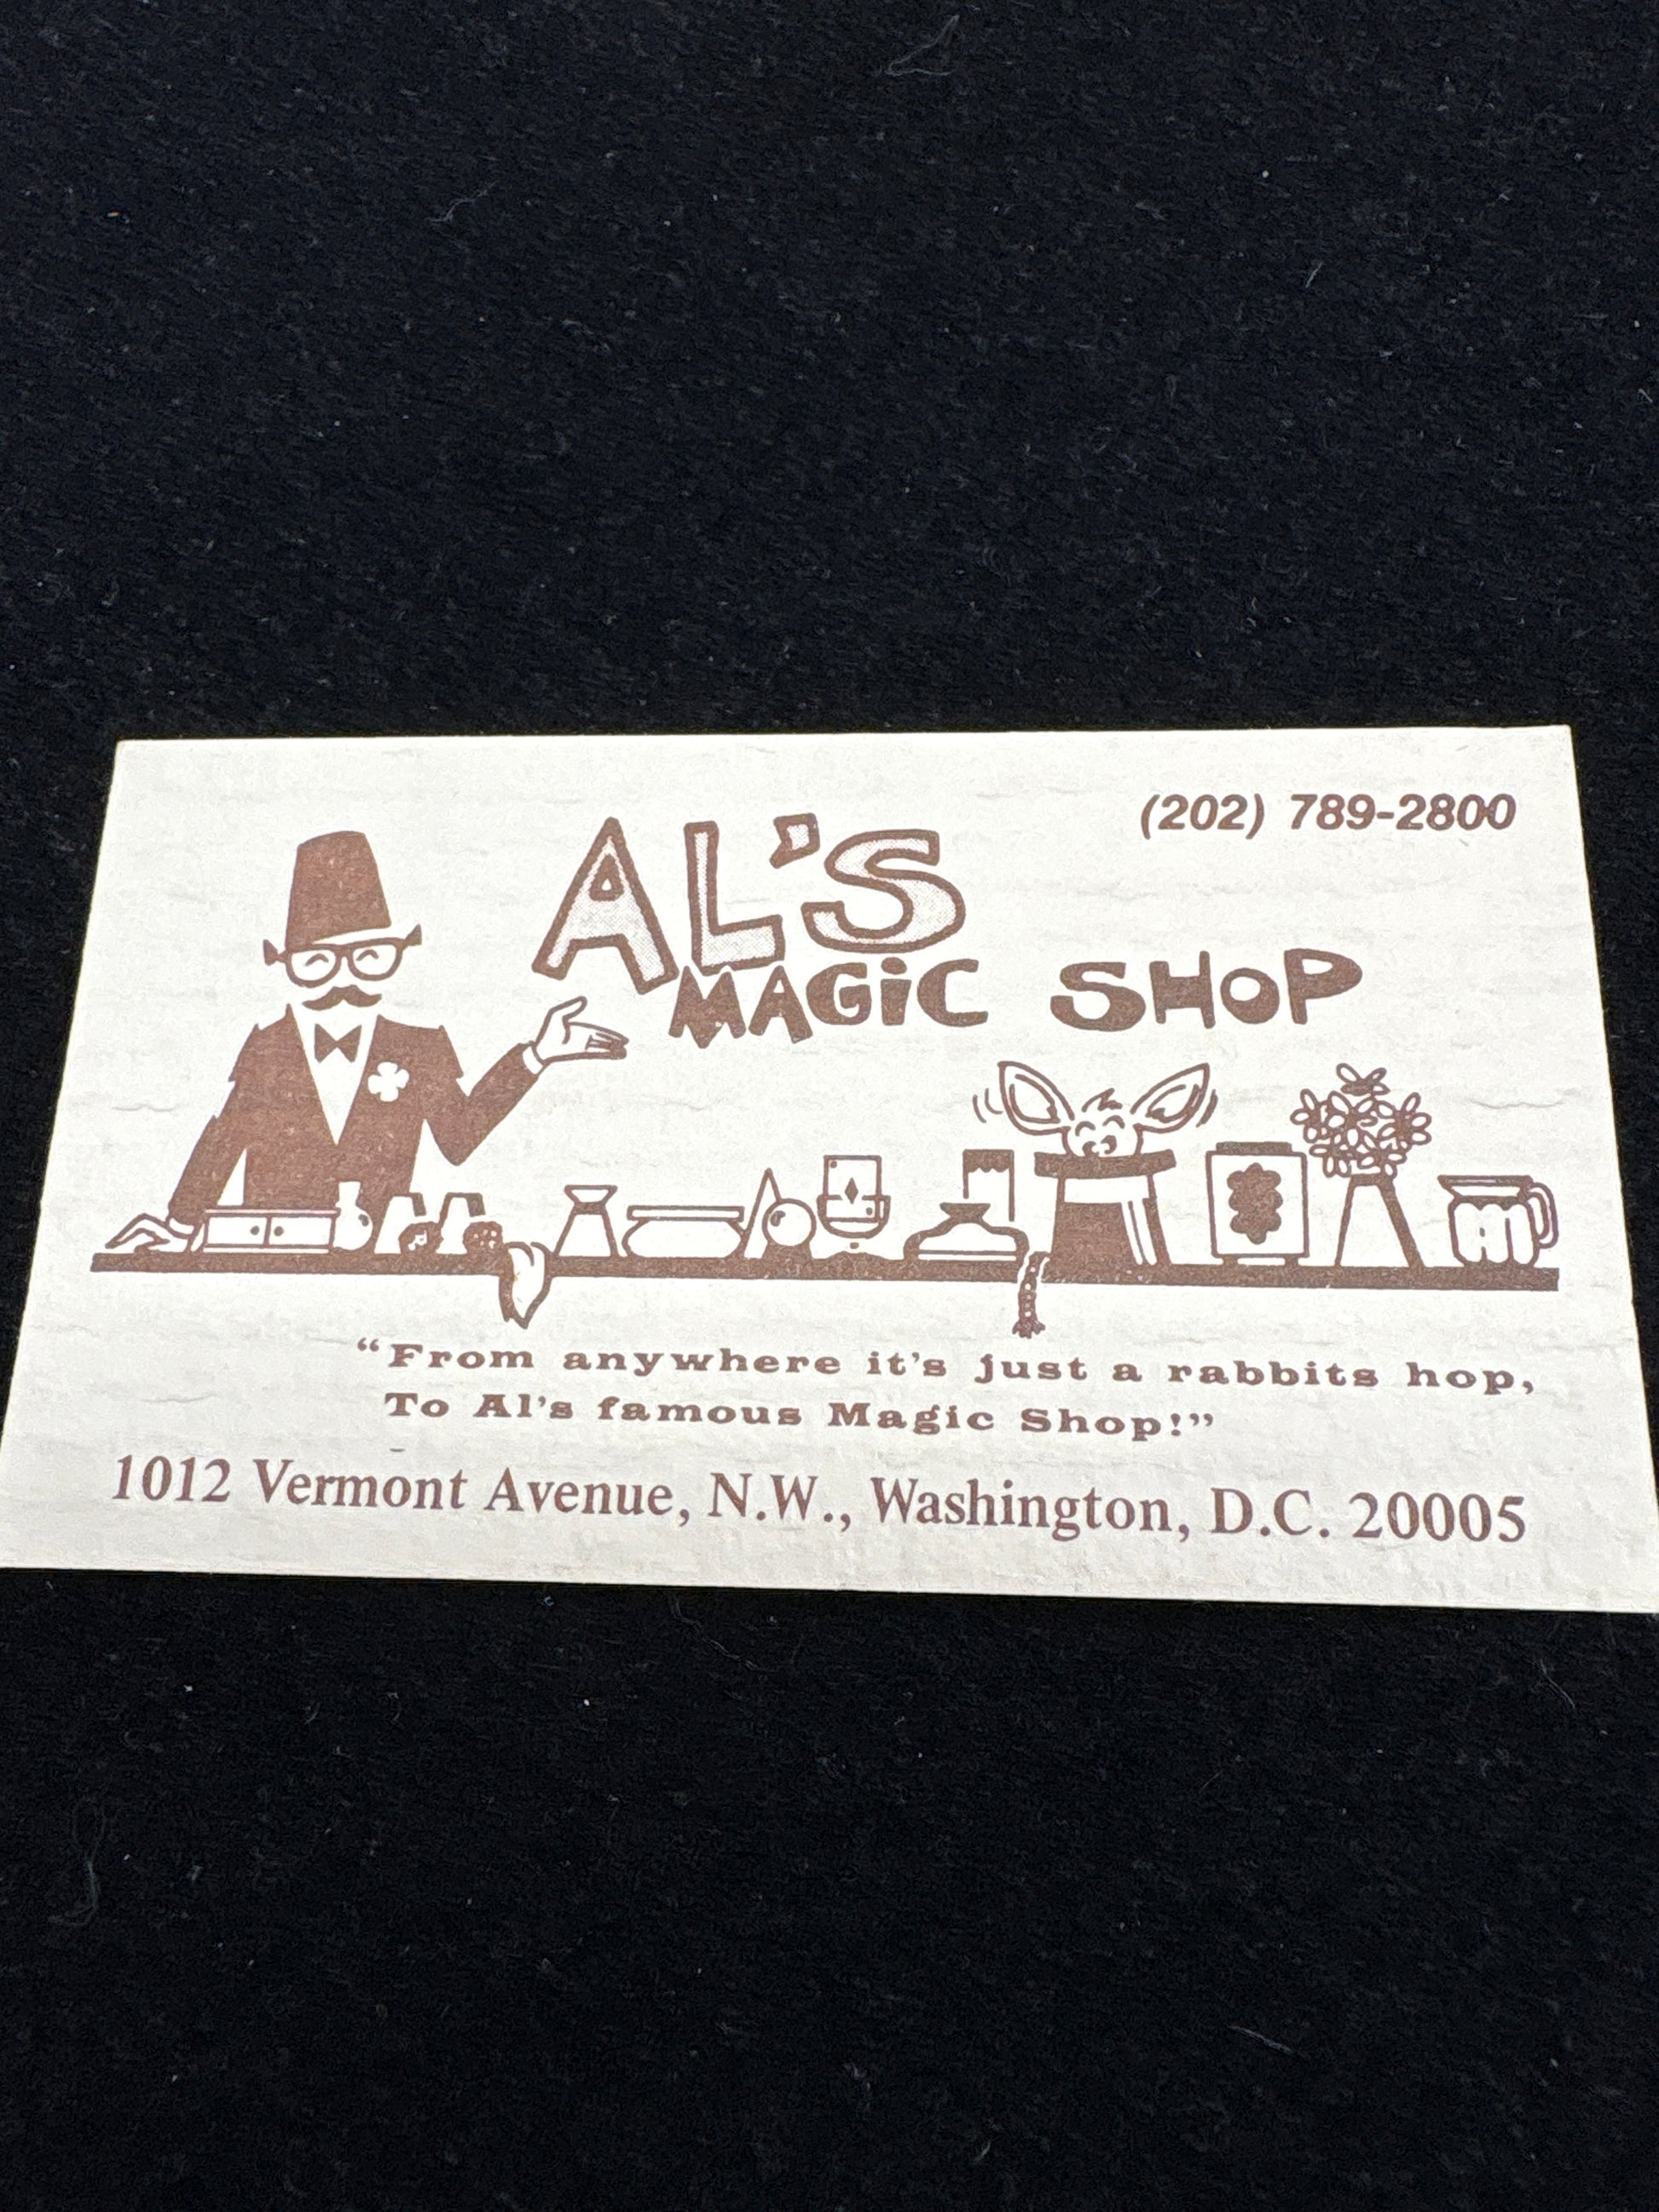 (202) 789-2800
AL'S
MAGiC SHOP
“From anywhere it's just a rabbits hop,
To Al's famous Magic Shop!”
1012 Vermont Avenue, N.W., Washington, D.C. 20005